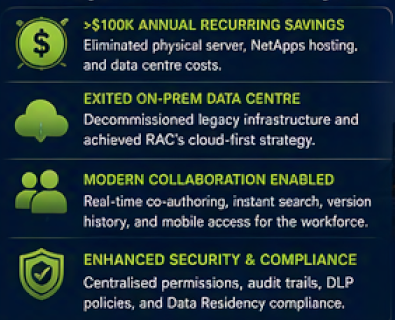 >$100K ANNUAL RECURRING SAVINGS
Eliminated physical server, NetApps hosting,
and data centre costs.
EXITED ON-PREM DATA CENTRE
Decommissioned legacy infrastructure and
achieved RAC's cloud-first strategy.
MODERN COLLABORATION ENABLED
Real-time co-authoring, instant search, version
history, and mobile access for the workforce.
ENHANCED SECURITY & COMPLIANCE
Centralised permissions, audit trails, DLP
policies, and Data Residency compliance.